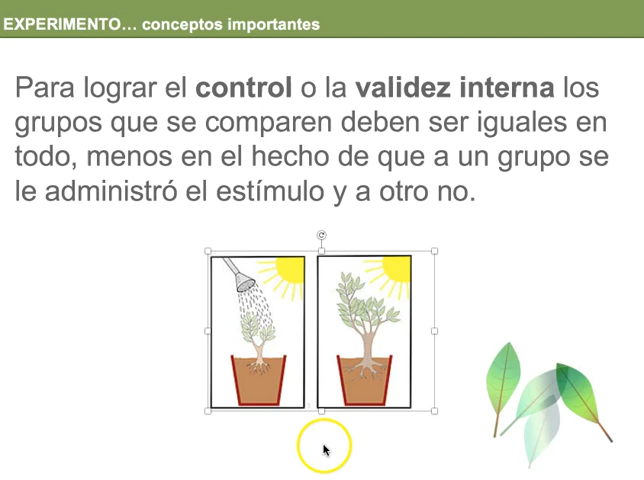 EXPERIMENTO... conceptos importantes
Para lograr el control o la validez interna los
grupos que se comparen deben ser iguales en
todo, menos en el hecho de que a un grupo se
le administró el estímulo y a otro no.